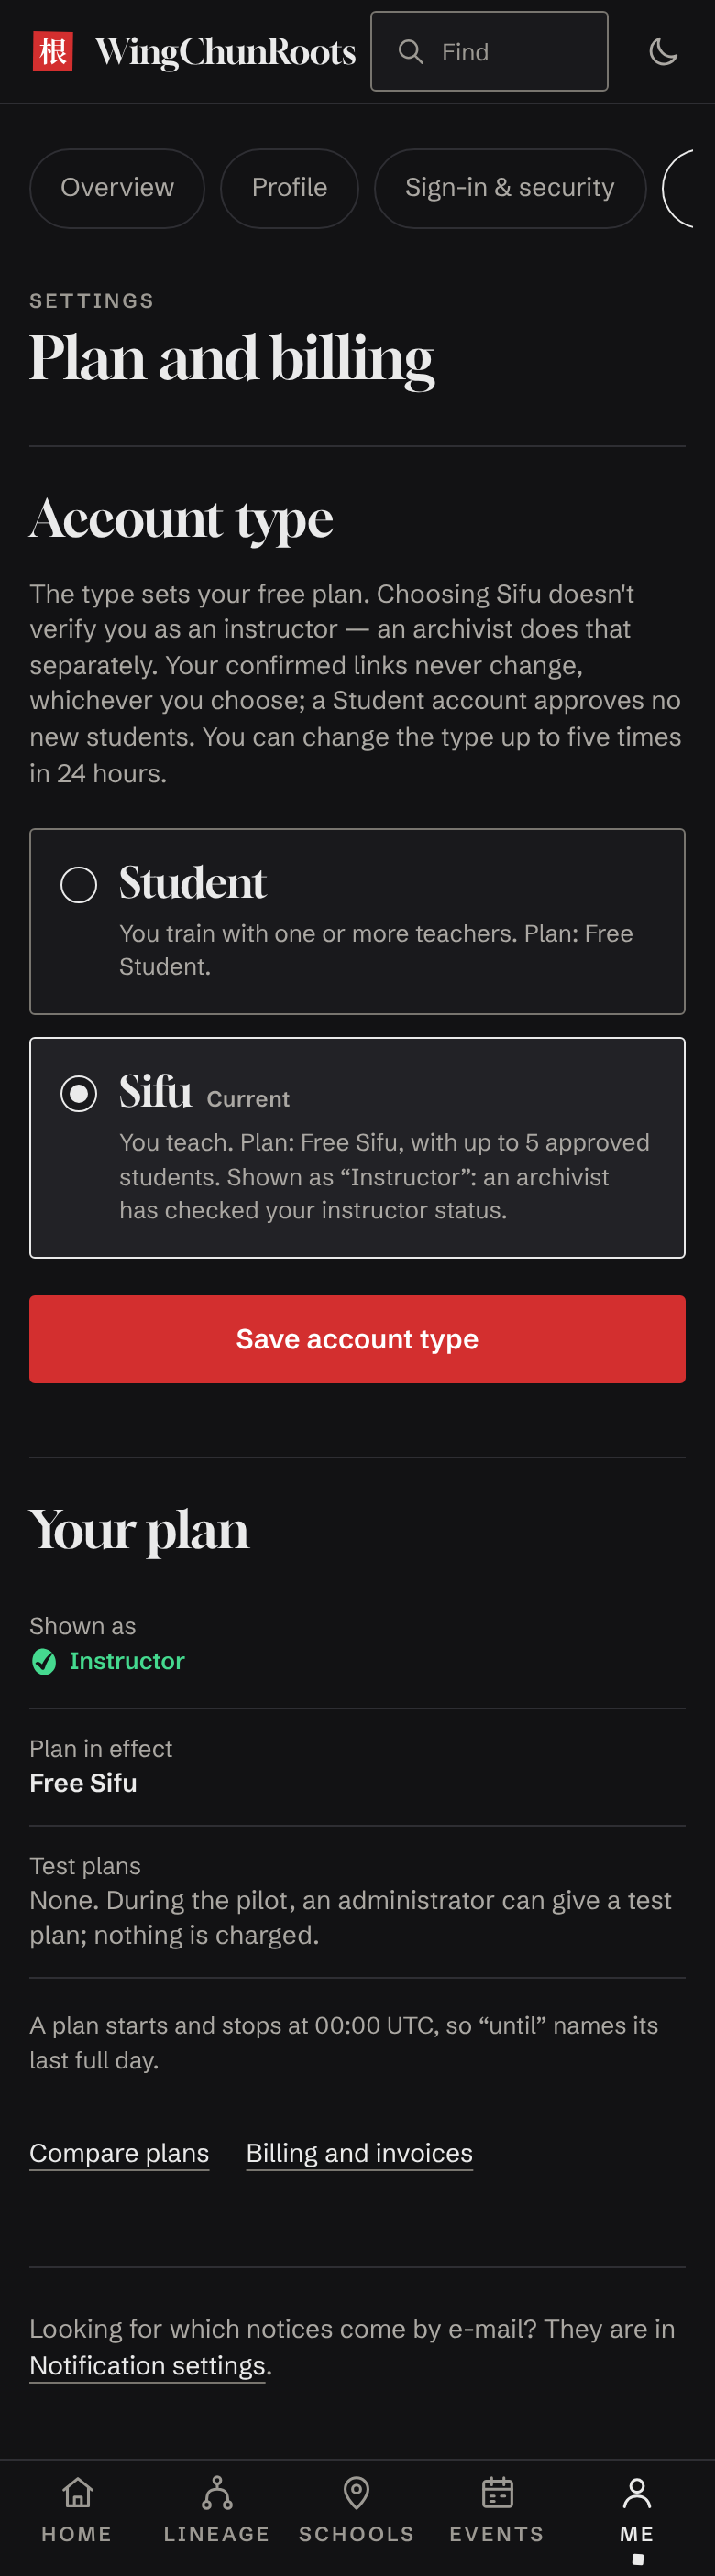 根 WingChunRoots Find
Overview Profile Sign-in & security
SETTINGS
Plan and billing
Account type
The type sets your free plan. Choosing Sifu doesn't
verify you as an instructor — an archivist does that
separately. Your confirmed links never change,
whichever you choose; a Student account approves no
new students. You can change the type up to five times
in 24 hours.
Student
You train with one or more teachers. Plan: Free
Student.
Sifu Current
You teach. Plan: Free Sifu, with up to 5 approved
students. Shown as “Instructor”: an archivist
has checked your instructor status.
Save account type
Your plan
Shown as
Instructor
Plan in effect
Free Sifu
Test plans
None. During the pilot, an administrator can give a test
plan; nothing is charged.
A plan starts and stops at 00:00 UTC, so “until” names its
last full day.
Compare plans Billing and invoices
Looking for which notices come by e-mail? They are in
Notification settings.
HOME LINEAGE SCHOOLS EVENTS ME